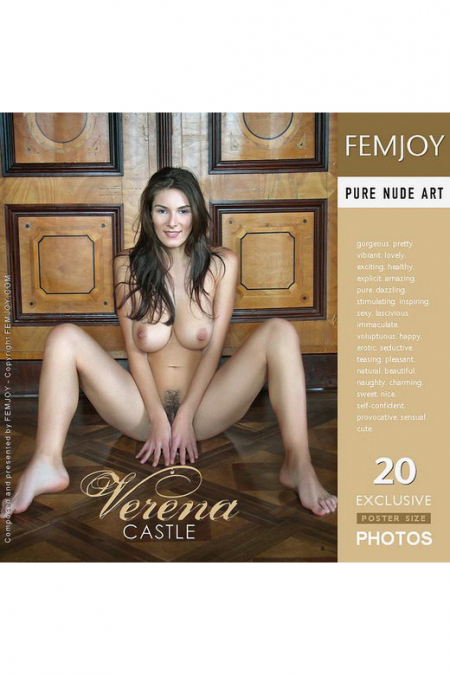 FEMJOY
PURE NUDE ART
gorgeous. pretty
vibrant. lovely.
exciting. healthy.
explicit. amazing.
pure. dazzling.
stimulating. inspiring.
sexy. lascivious.
immaculate.
voluptuous. happy.
erotic. seductive.
teasing. pleasant.
natural. beautiful.
naughty. charming.
sweet. nice.
self-confident.
provocative. sensual.
cute.
20
EXCLUSIVE
POSTER SIZE
PHOTOS
Verena
CASTLE
Composed and presented by FEMJOY - Copyright FEMJOY.COM